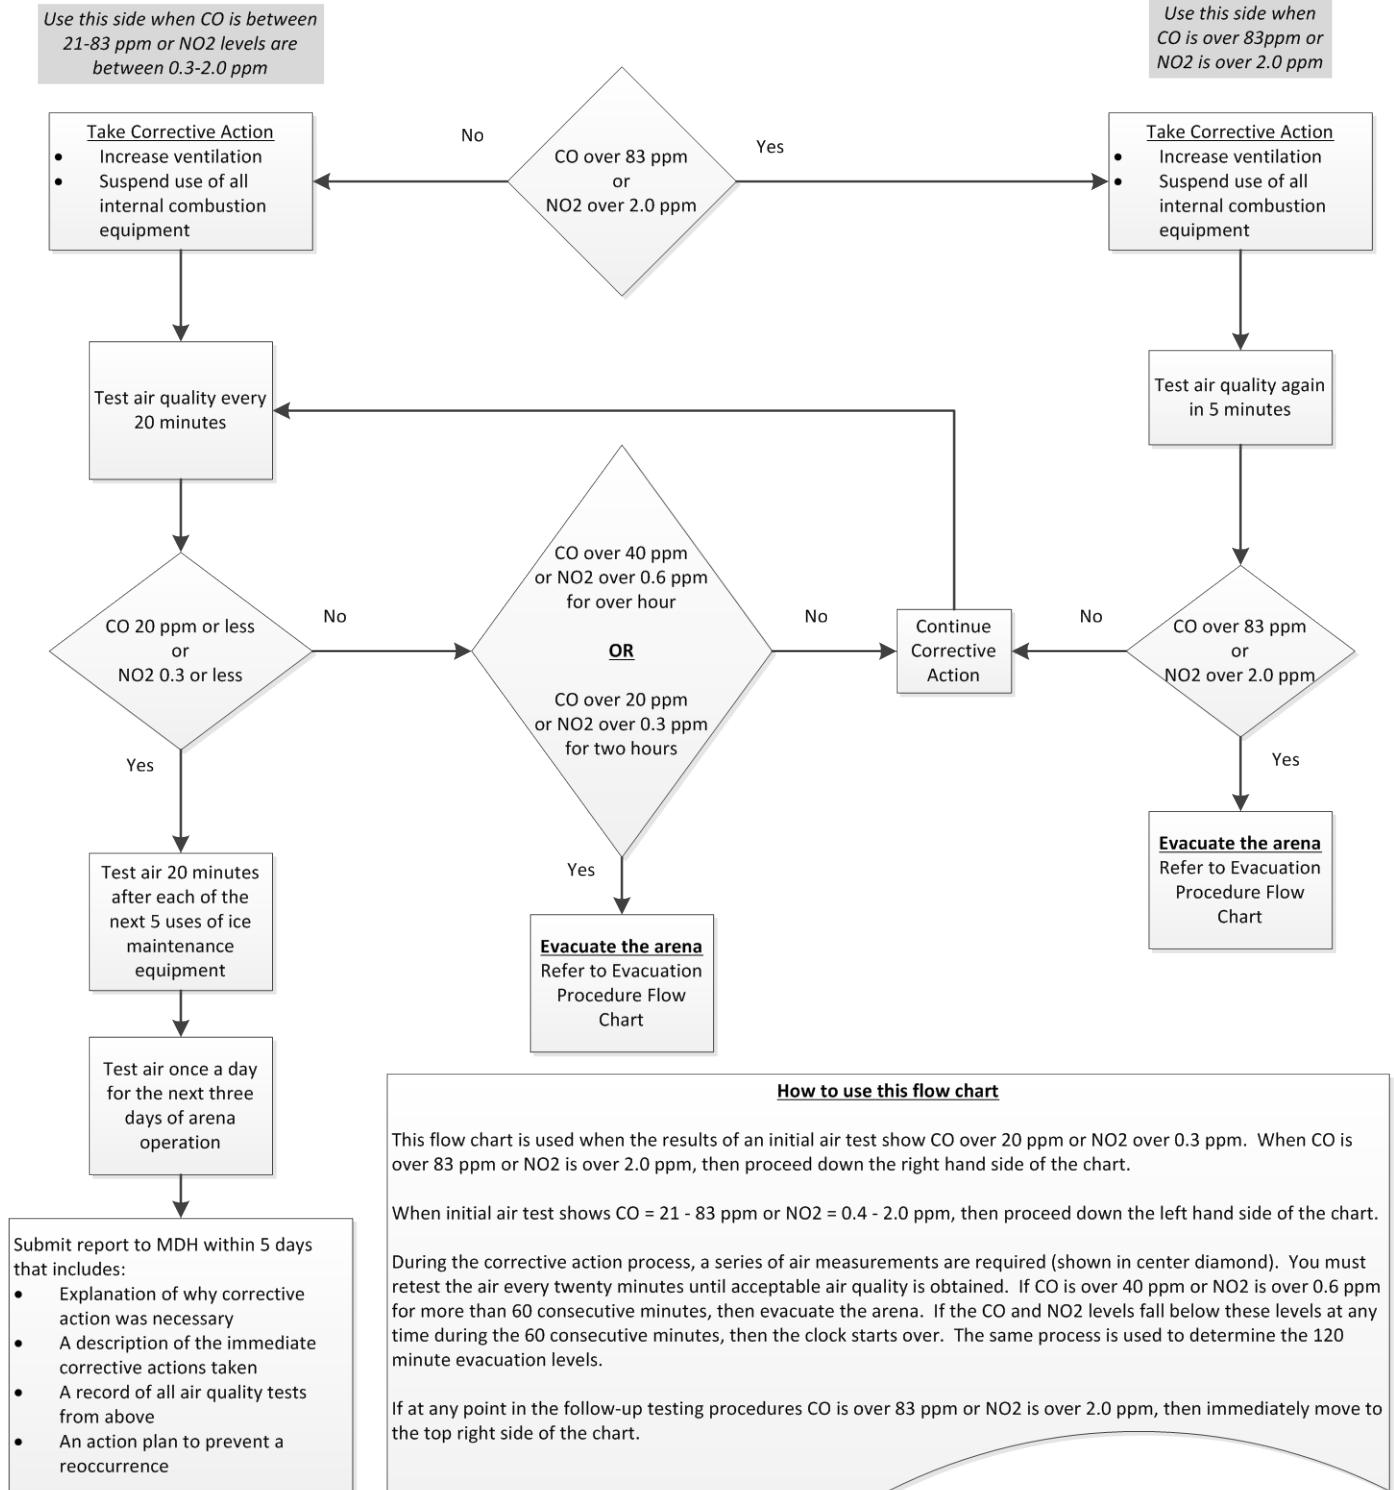 Use this side when CO is between
21-83 ppm or NO2 levels are
between 0.3-2.0 ppm
Use this side when
CO is over 83ppm or
NO2 is over 2.0 ppm
Take Corrective Action
• Increase ventilation
• Suspend use of all
internal combustion
equipment
No
CO over 83 ppm
or
NO2 over 2.0 ppm
Yes
Take Corrective Action
• Increase ventilation
• Suspend use of all
internal combustion
equipment
Test air quality every
20 minutes
Test air quality again
in 5 minutes
CO 20 ppm or less
or
NO2 0.3 or less
No
CO over 40 ppm
or NO2 over 0.6 ppm
for over hour
OR
CO over 20 ppm
or NO2 over 0.3 ppm
for two hours
No
Continue
Corrective
Action
No
CO over 83 ppm
or
NO2 over 2.0 ppm
Yes
Yes
Yes
Test air 20 minutes
after each of the
next 5 uses of ice
maintenance
equipment
Evacuate the arena
Refer to Evacuation
Procedure Flow
Chart
Evacuate the arena
Refer to Evacuation
Procedure Flow
Chart
Test air once a day
for the next three
days of arena
operation
Submit report to MDH within 5 days
that includes:
• Explanation of why corrective
action was necessary
• A description of the immediate
corrective actions taken
• A record of all air quality tests
from above
• An action plan to prevent a
reoccurrence
How to use this flow chart
This flow chart is used when the results of an initial air test show CO over 20 ppm or NO2 over 0.3 ppm. When CO is
over 83 ppm or NO2 is over 2.0 ppm, then proceed down the right hand side of the chart.
When initial air test shows CO = 21 - 83 ppm or NO2 = 0.4 - 2.0 ppm, then proceed down the left hand side of the chart.
During the corrective action process, a series of air measurements are required (shown in center diamond). You must
retest the air every twenty minutes until acceptable air quality is obtained. If CO is over 40 ppm or NO2 is over 0.6 ppm
for more than 60 consecutive minutes, then evacuate the arena. If the CO and NO2 levels fall below these levels at any
time during the 60 consecutive minutes, then the clock starts over. The same process is used to determine the 120
minute evacuation levels.
If at any point in the follow-up testing procedures CO is over 83 ppm or NO2 is over 2.0 ppm, then immediately move to
the top right side of the chart.